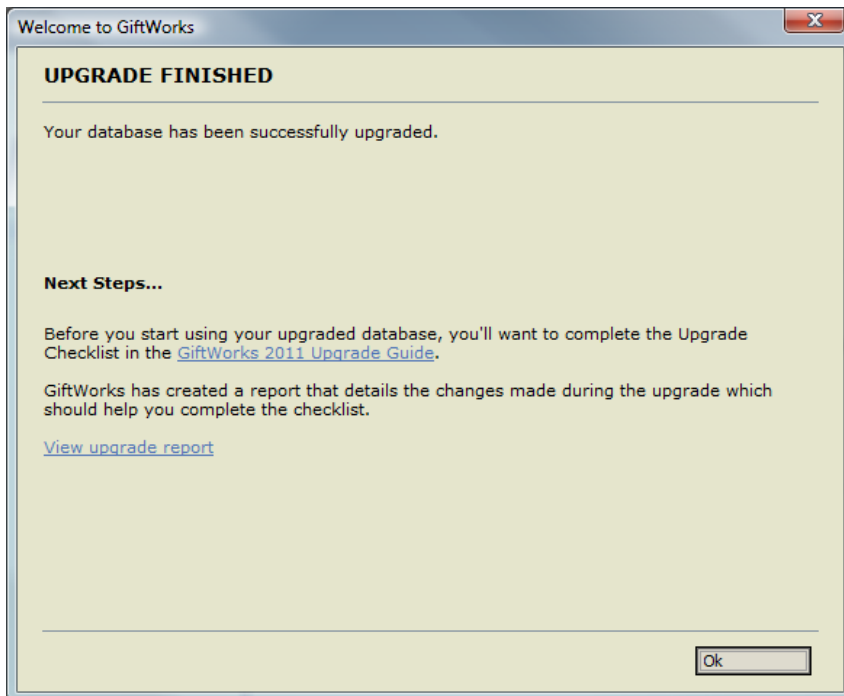 Welcome to GiftWorks
UPGRADE FINISHED
Your database has been successfully upgraded.
Next Steps...
Before you start using your upgraded database, you'll want to complete the Upgrade
Checklist in the GiftWorks 2011 Upgrade Guide.
GiftWorks has created a report that details the changes made during the upgrade which
should help you complete the checklist.
View upgrade report
Ok